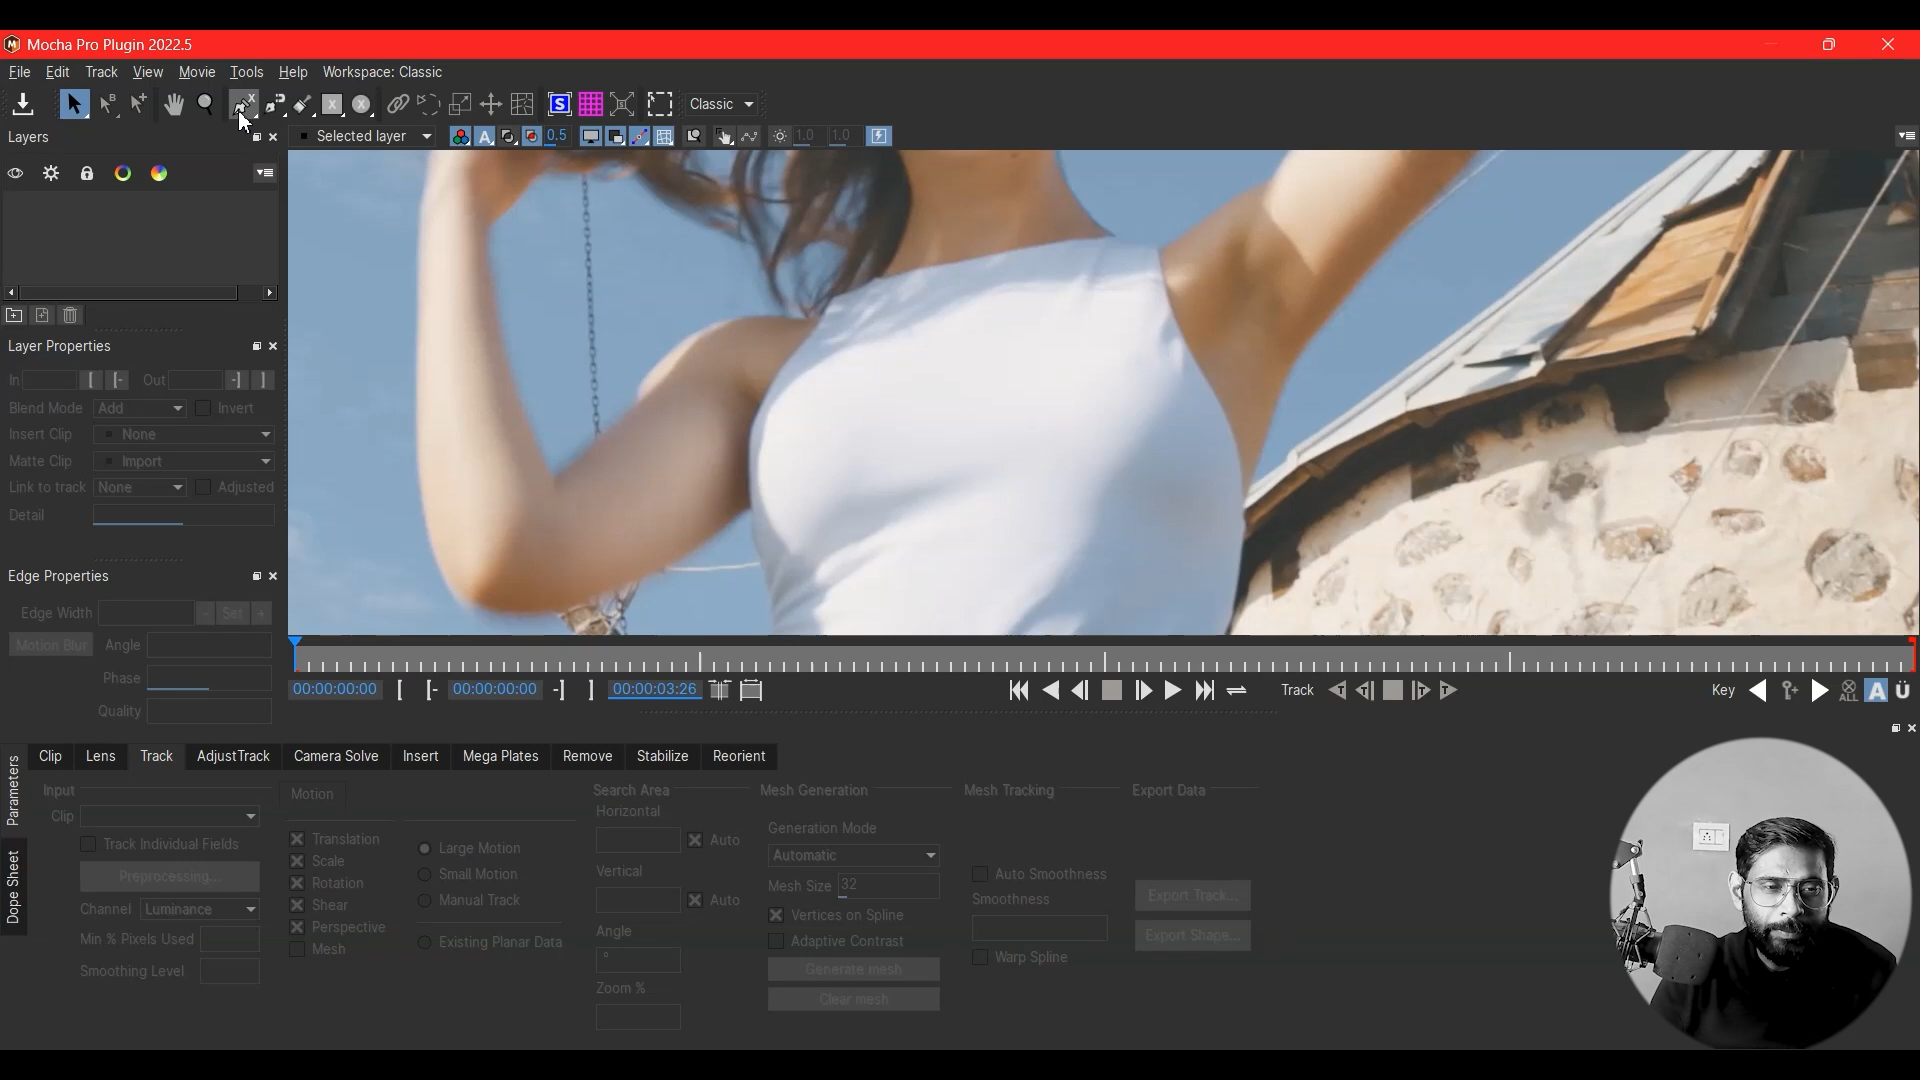 Mocha Pro Plugin 2022.5
File Edit Track View Movie Tools Help Workspace: Classic
Classic
Layers
Selected layer
A 0.5 1.0 1.0
Layer Properties
In Out
Blend Mode Add Invert
Insert Clip None
Matte Clip Import
Link to track None Adjusted
Detail
Edge Properties
Edge Width - Set +
Motion Blur Angle
Phase
Quality
00:00:00:00 00:00:00:00 00:00:03:26
Track
Key ALL A Ü
Parameters
Dope Sheet
Clip Lens Track AdjustTrack Camera Solve Insert Mega Plates Remove Stabilize Reorient
Input
Clip
Track Individual Fields
Preprocessing...
Channel Luminance
Min % Pixels Used
Smoothing Level
Motion
Translation
Scale
Rotation
Shear
Perspective
Mesh
Large Motion
Small Motion
Manual Track
Existing Planar Data
Search Area
Horizontal
Auto
Vertical
Auto
Angle
°
Zoom %
Mesh Generation
Generation Mode
Automatic
Mesh Size 32
Vertices on Spline
Adaptive Contrast
Generate mesh
Clear mesh
Mesh Tracking
Auto Smoothness
Smoothness
Warp Spline
Export Data
Export Track...
Export Shape...